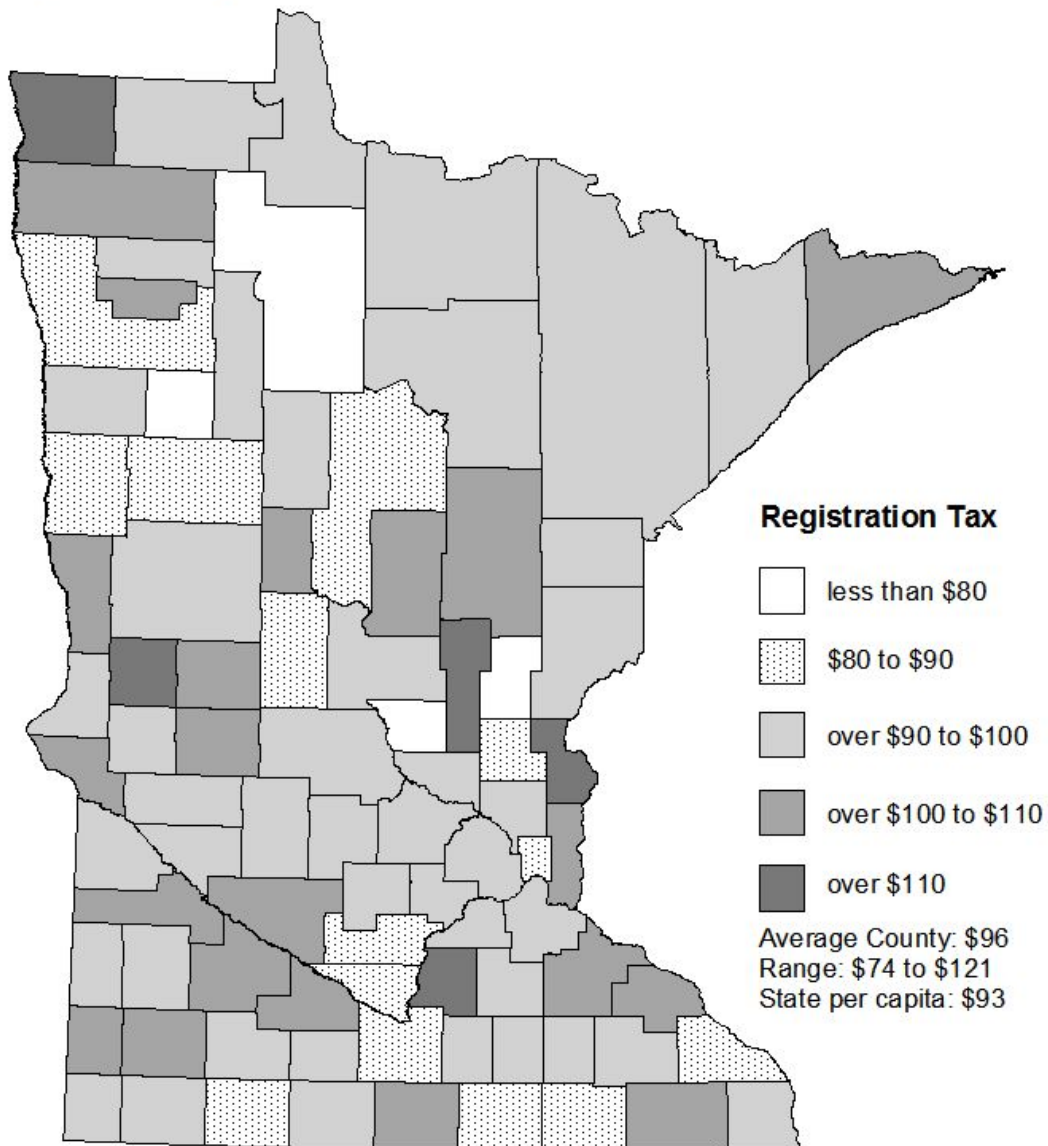 Registration Tax
less than $80
$80 to $90
over $90 to $100
over $100 to $110
over $110
Average County: $96
Range: $74 to $121
State per capita: $93